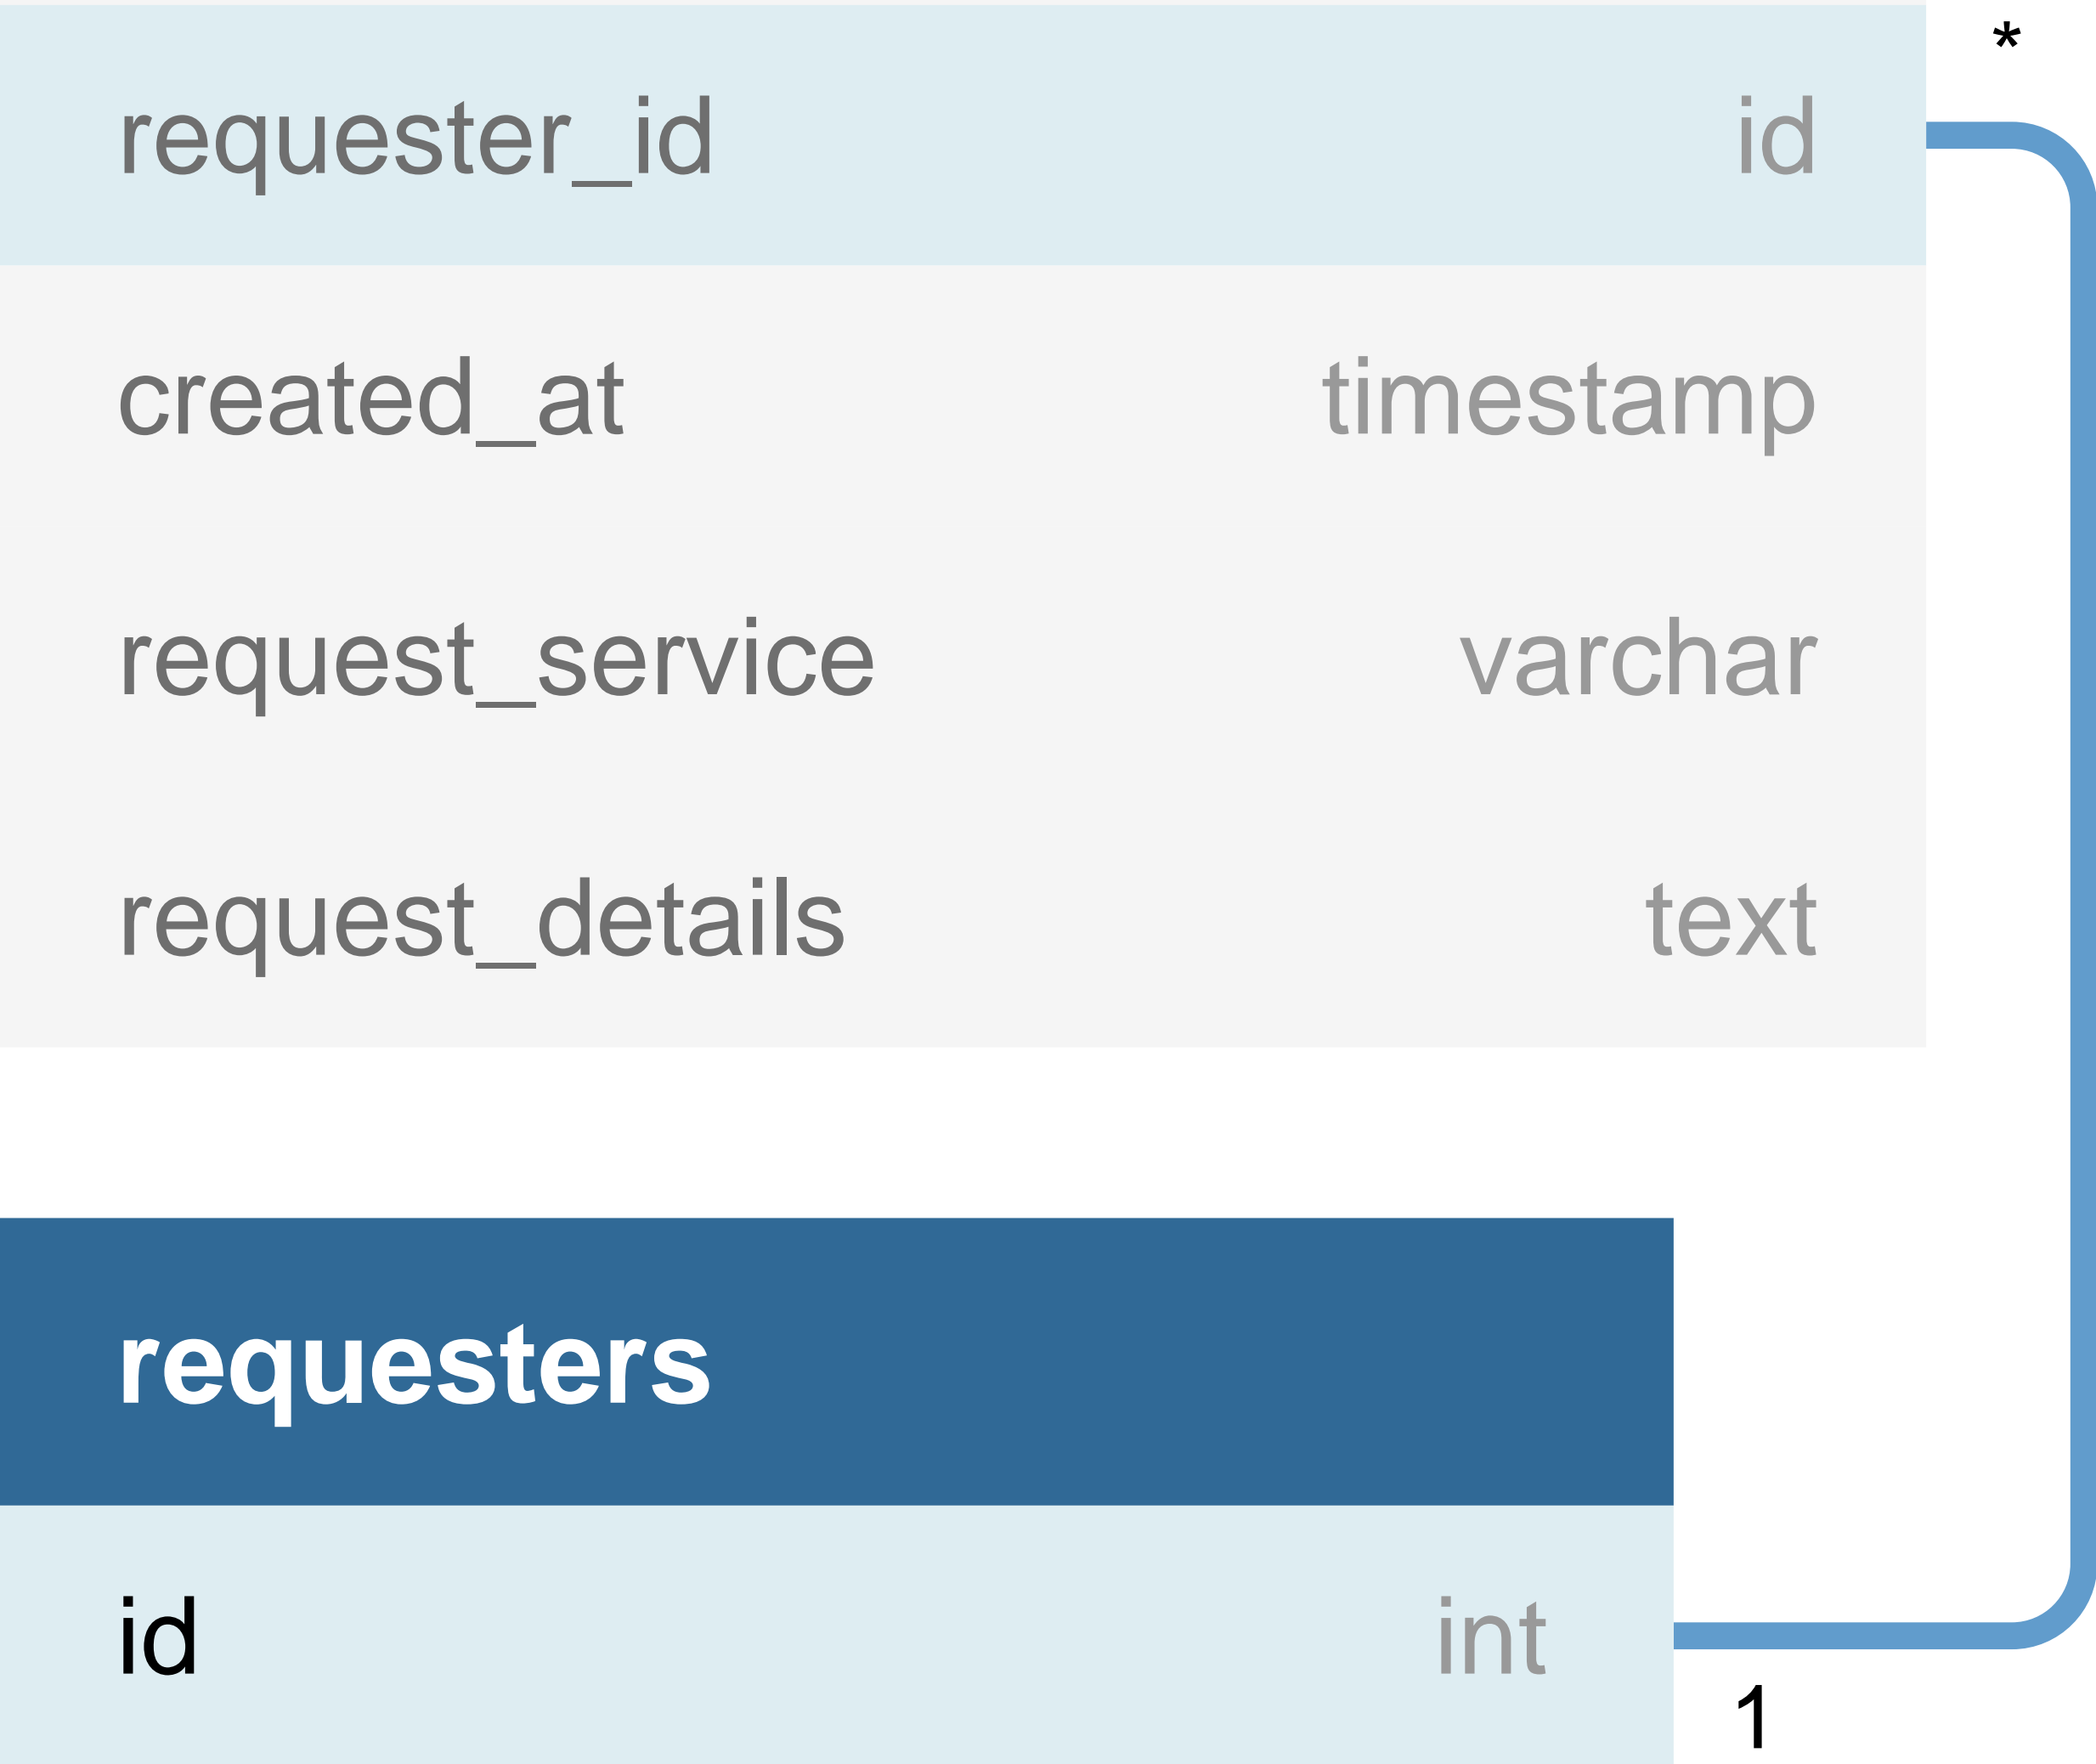 *
requester_id id
created_at timestamp
request_service varchar
request_details text
requesters
id int
1